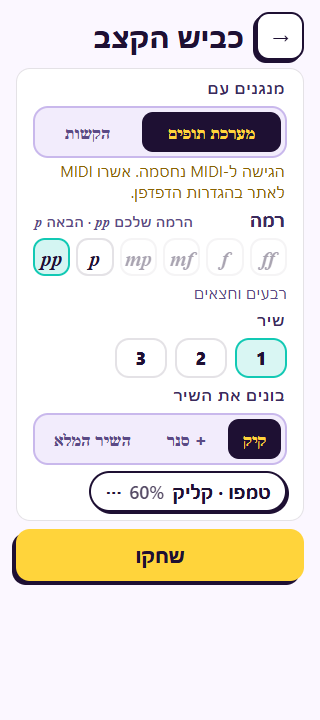 → כביש הקצב
מנגנים עם
מערכת תופים הקשות
הגישה ל-MIDI נחסמה. אשרו MIDI
לאתר בהגדרות הדפדפן.
רמה הרמה שלכם pp · הבאה p
ff f mf mp p pp
רבעים וחצאים
שיר
1 2 3
בונים את השיר
קיק + סנר השיר המלא
טמפו · קליק 60% ···
שחקו